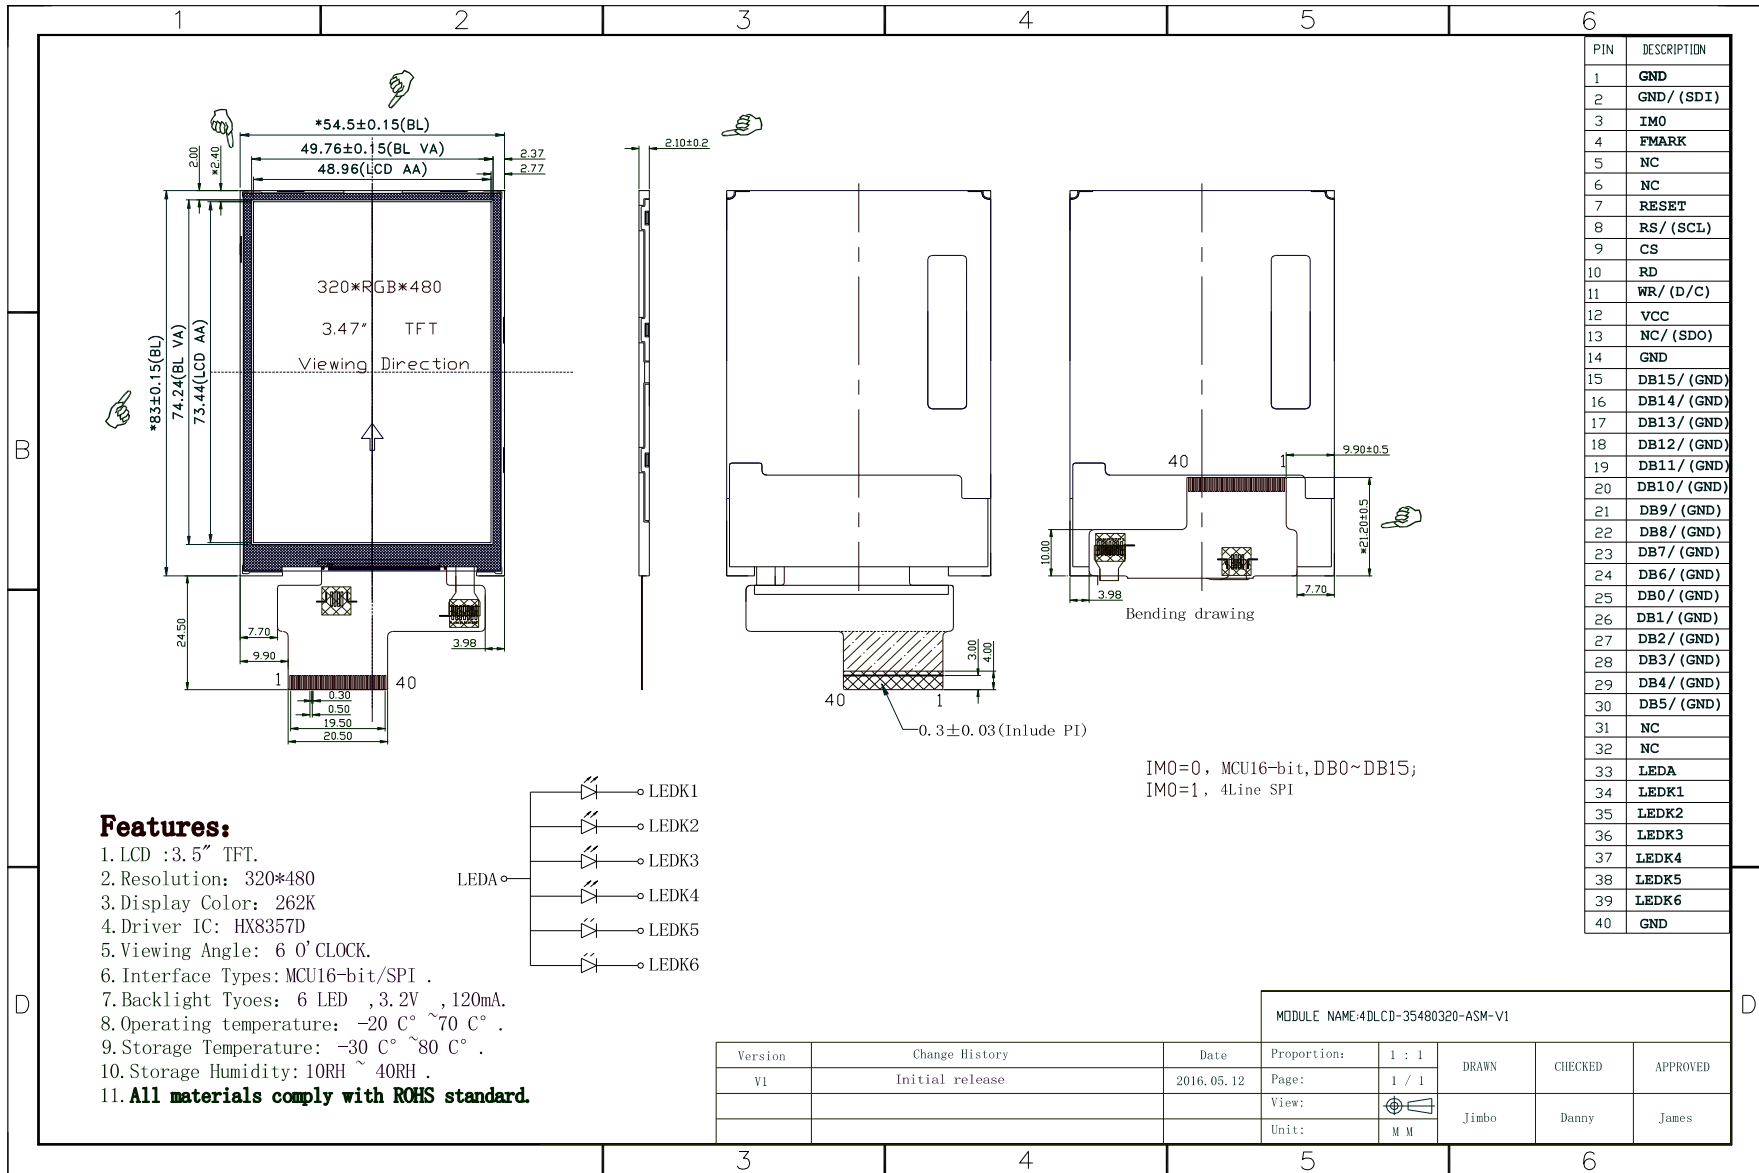 1 2 3 4 5 6
*54.5±0.15(BL)
49.76±0.15(BL VA)
48.96(LCD AA)
2.37
2.77
2.00
*2.40
*83±0.15(BL)
74.24(BL VA)
73.44(LCD AA)
320*RGB*480
3.47" TFT
Viewing Direction
24.50
7.70
9.90
3.98
1
40
0.30
0.50
19.50
20.50
2.10±0.2
3.00
4.00
40
1
0.3±0.03(Inlude PI)
40
1
9.90±0.5
*21.20±0.5
10.00
3.98
7.70
Bending drawing
IM0=0, MCU16-bit,DB0~DB15;
IM0=1, 4Line SPI
PIN DESCRIPTION
1 GND
2 GND/(SDI)
3 IM0
4 FMARK
5 NC
6 NC
7 RESET
8 RS/(SCL)
9 CS
10 RD
11 WR/(D/C)
12 VCC
13 NC/(SDO)
14 GND
15 DB15/(GND)
16 DB14/(GND)
17 DB13/(GND)
18 DB12/(GND)
19 DB11/(GND)
20 DB10/(GND)
21 DB9/(GND)
22 DB8/(GND)
23 DB7/(GND)
24 DB6/(GND)
25 DB0/(GND)
26 DB1/(GND)
27 DB2/(GND)
28 DB3/(GND)
29 DB4/(GND)
30 DB5/(GND)
31 NC
32 NC
33 LEDA
34 LEDK1
35 LEDK2
36 LEDK3
37 LEDK4
38 LEDK5
39 LEDK6
40 GND
B
D
D
LEDA
LEDK1
LEDK2
LEDK3
LEDK4
LEDK5
LEDK6
Features:
1.LCD :3.5" TFT.
2.Resolution: 320*480
3.Display Color: 262K
4.Driver IC: HX8357D
5.Viewing Angle: 6 O'CLOCK.
6.Interface Types:MCU16-bit/SPI .
7.Backlight Tyoes: 6 LED ,3.2V ,120mA.
8.Operating temperature: -20 C° ~70 C° .
9.Storage Temperature: -30 C° ~80 C° .
10.Storage Humidity:10RH ~ 40RH .
11.All materials comply with ROHS standard.
MODULE NAME:4DLCD-35480320-ASM-V1
Version Change History Date Proportion: 1 : 1 DRAWN CHECKED APPROVED
V1 Initial release 2016.05.12 Page: 1 / 1
View:
Jimbo Danny James
Unit: M M
3 4 5 6